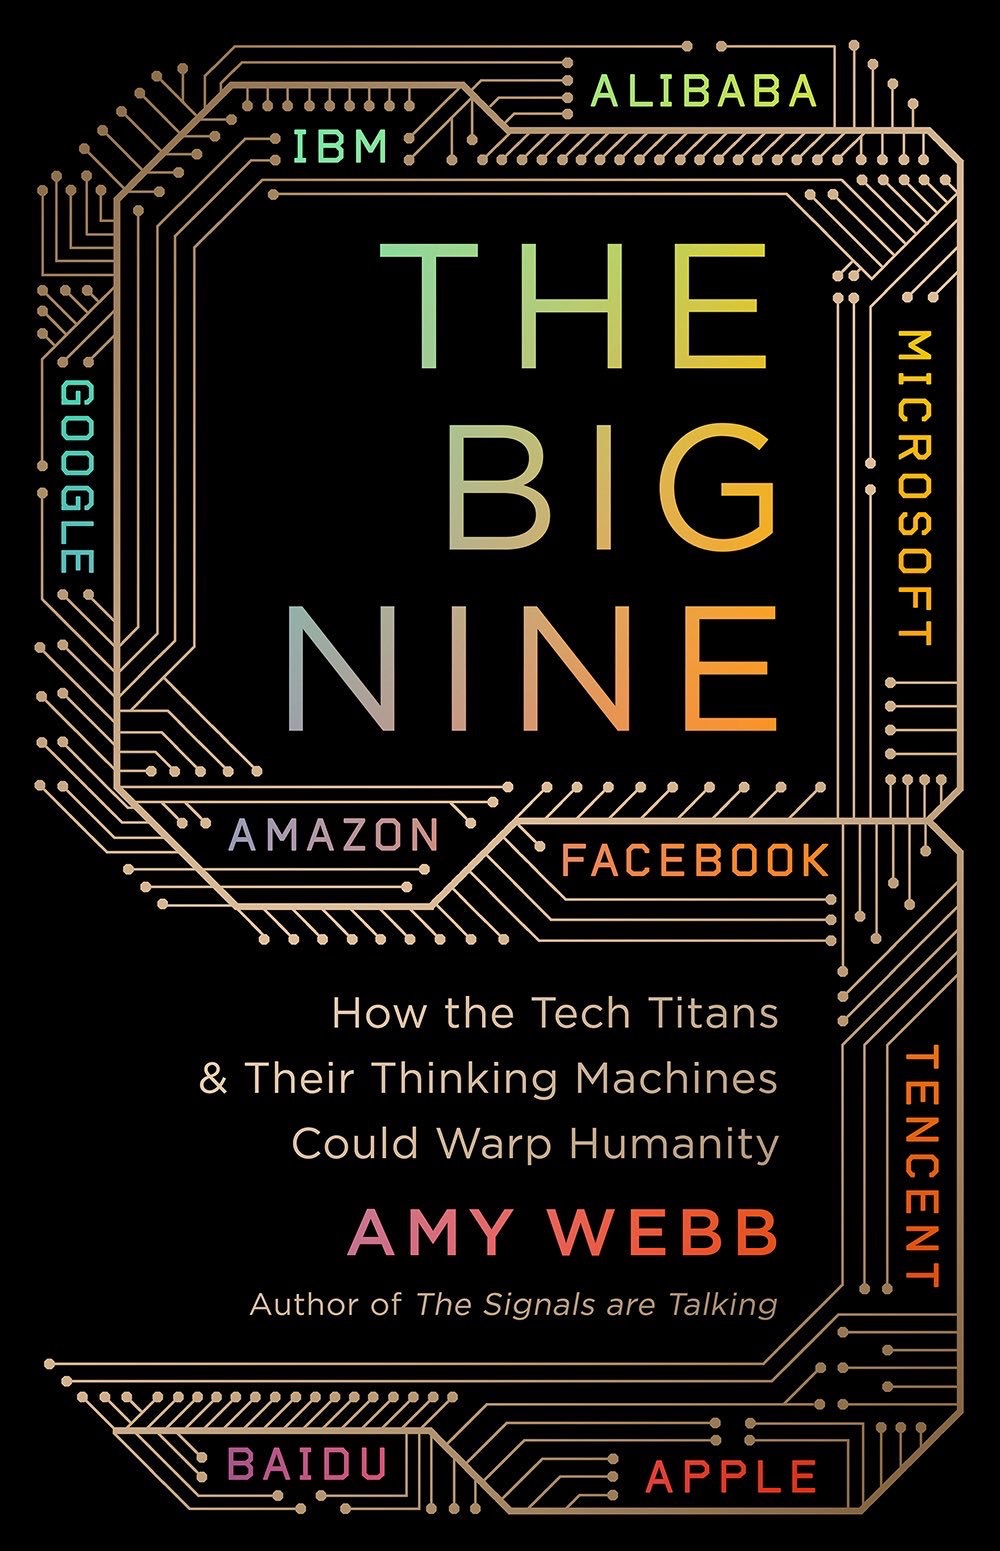 ALIBABA
IBM
THE
BIG
NINE
GOOGLE
MICROSOFT
AMAZON
FACEBOOK
How the Tech Titans
& Their Thinking Machines
Could Warp Humanity
TENCENT
AMY WEBB
Author of The Signals are Talking
BAIDU
APPLE